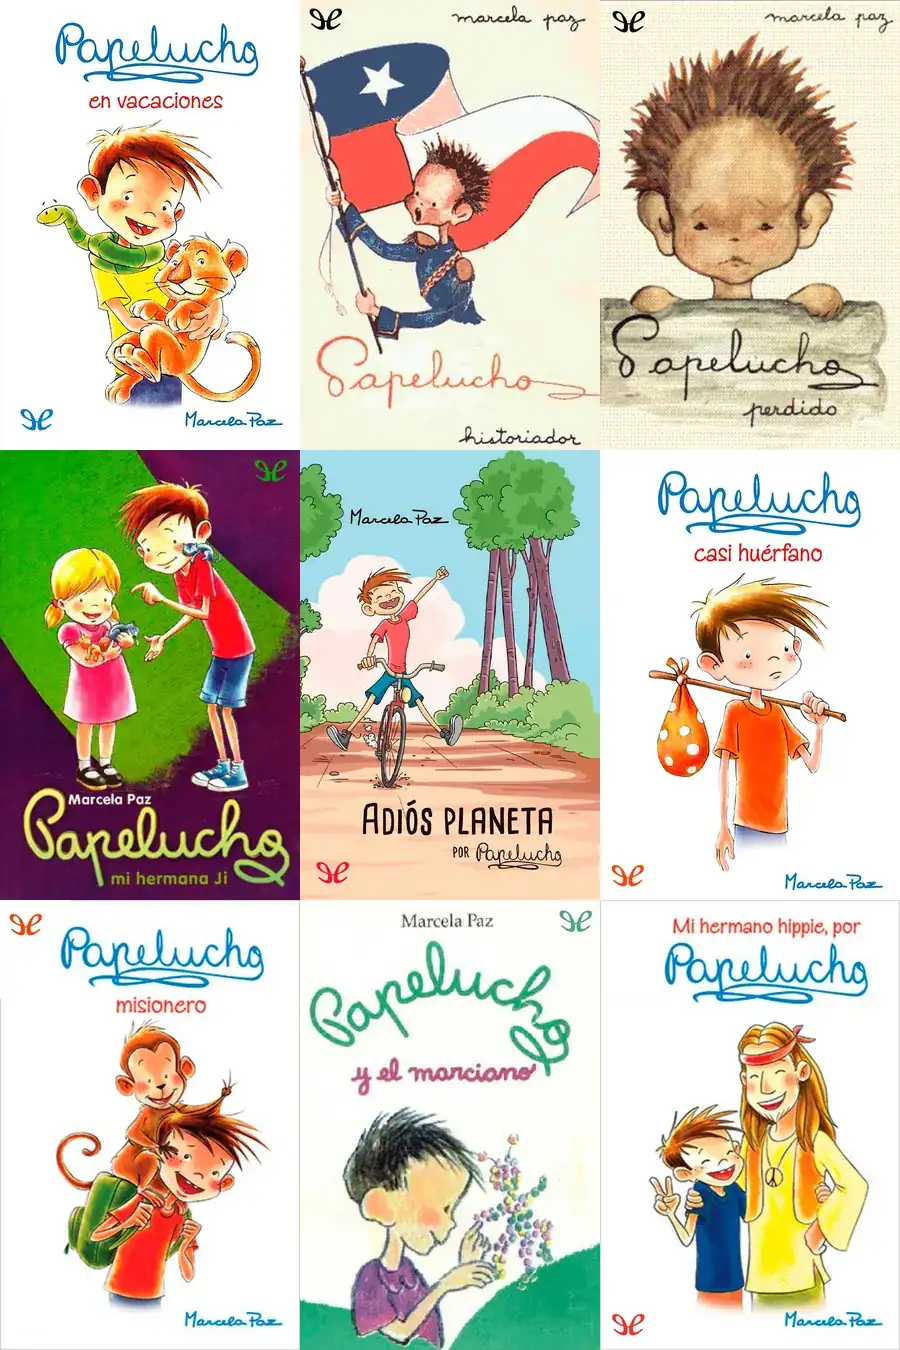 Papelucho
en vacaciones
Marcela Paz
marcela paz
Papelucho
historiador
marcela paz
Papelucho
perdido
Marcela Paz
Papelucho
mi hermana Ji
Marcela Paz
ADIÓS PLANETA
POR Papelucho
Papelucho
casi huérfano
Marcela Paz
Papelucho
misionero
Marcela Paz
Marcela Paz
Papelucho
y el marciano
Mi hermano hippie, por
Papelucho
Marcela Paz